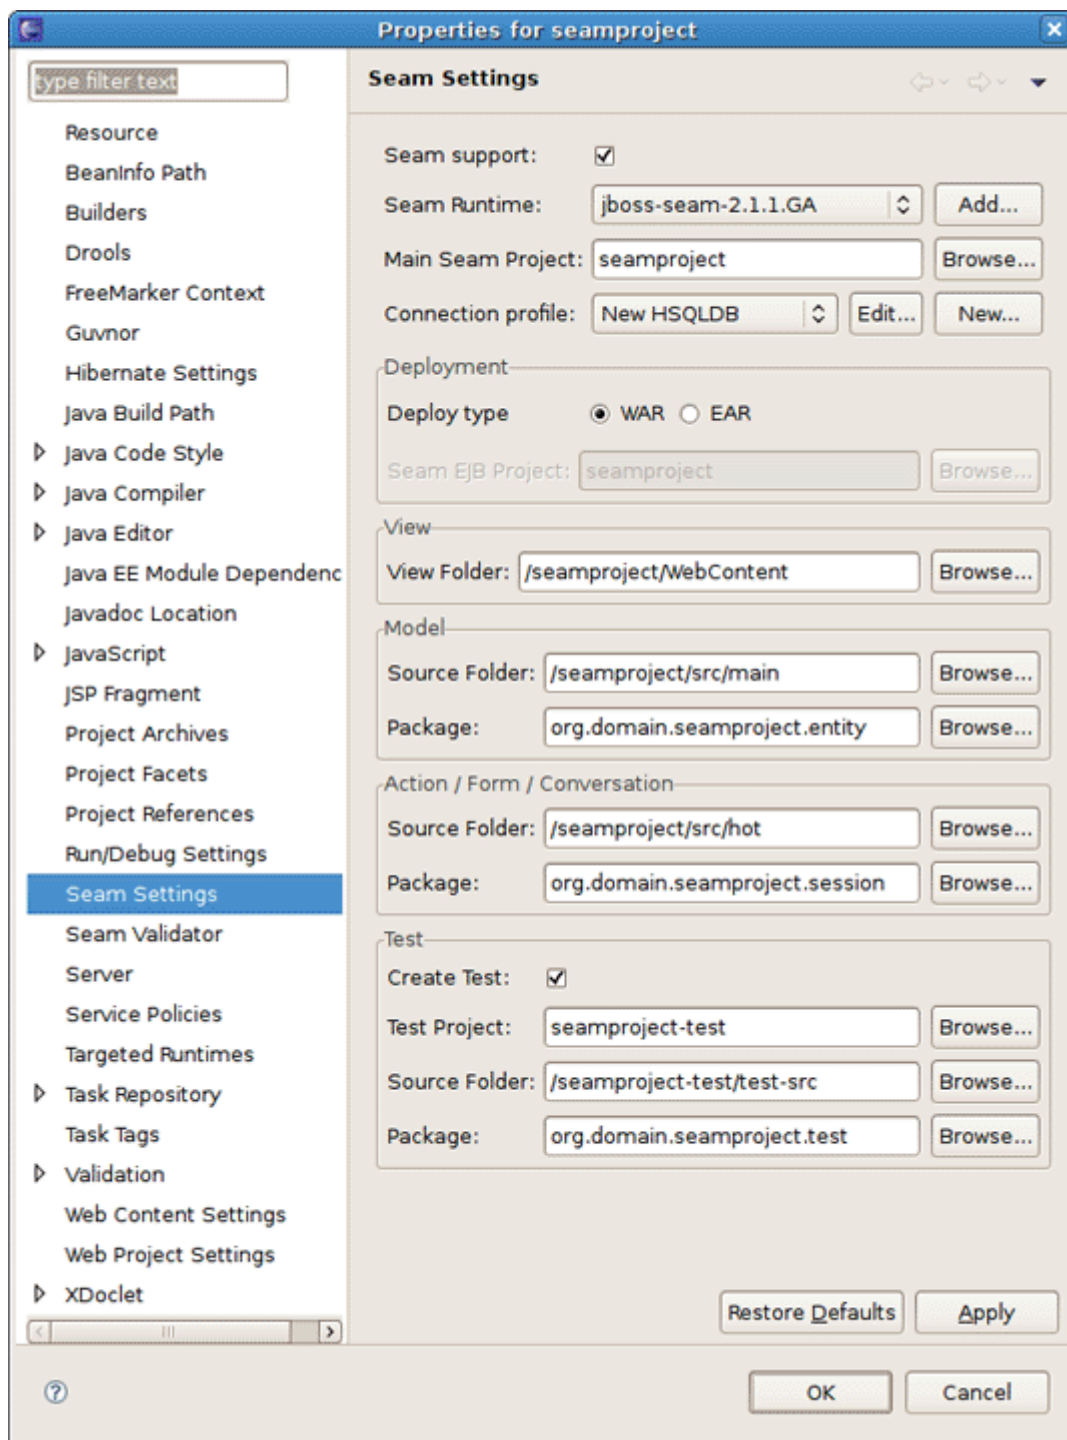 Properties for seamproject
type filter text
Resource
BeanInfo Path
Builders
Drools
FreeMarker Context
Guvnor
Hibernate Settings
Java Build Path
Java Code Style
Java Compiler
Java Editor
Java EE Module Dependenc
Javadoc Location
JavaScript
JSP Fragment
Project Archives
Project Facets
Project References
Run/Debug Settings
Seam Settings
Seam Validator
Server
Service Policies
Targeted Runtimes
Task Repository
Task Tags
Validation
Web Content Settings
Web Project Settings
XDoclet
Seam Settings
Seam support:
Seam Runtime: jboss-seam-2.1.1.GA Add...
Main Seam Project: seamproject Browse...
Connection profile: New HSQLDB Edit... New...
Deployment
Deploy type WAR EAR
Seam EJB Project: seamproject Browse...
View
View Folder: /seamproject/WebContent Browse...
Model
Source Folder: /seamproject/src/main Browse...
Package: org.domain.seamproject.entity Browse...
Action / Form / Conversation
Source Folder: /seamproject/src/hot Browse...
Package: org.domain.seamproject.session Browse...
Test
Create Test:
Test Project: seamproject-test Browse...
Source Folder: /seamproject-test/test-src Browse...
Package: org.domain.seamproject.test Browse...
Restore Defaults Apply
OK Cancel